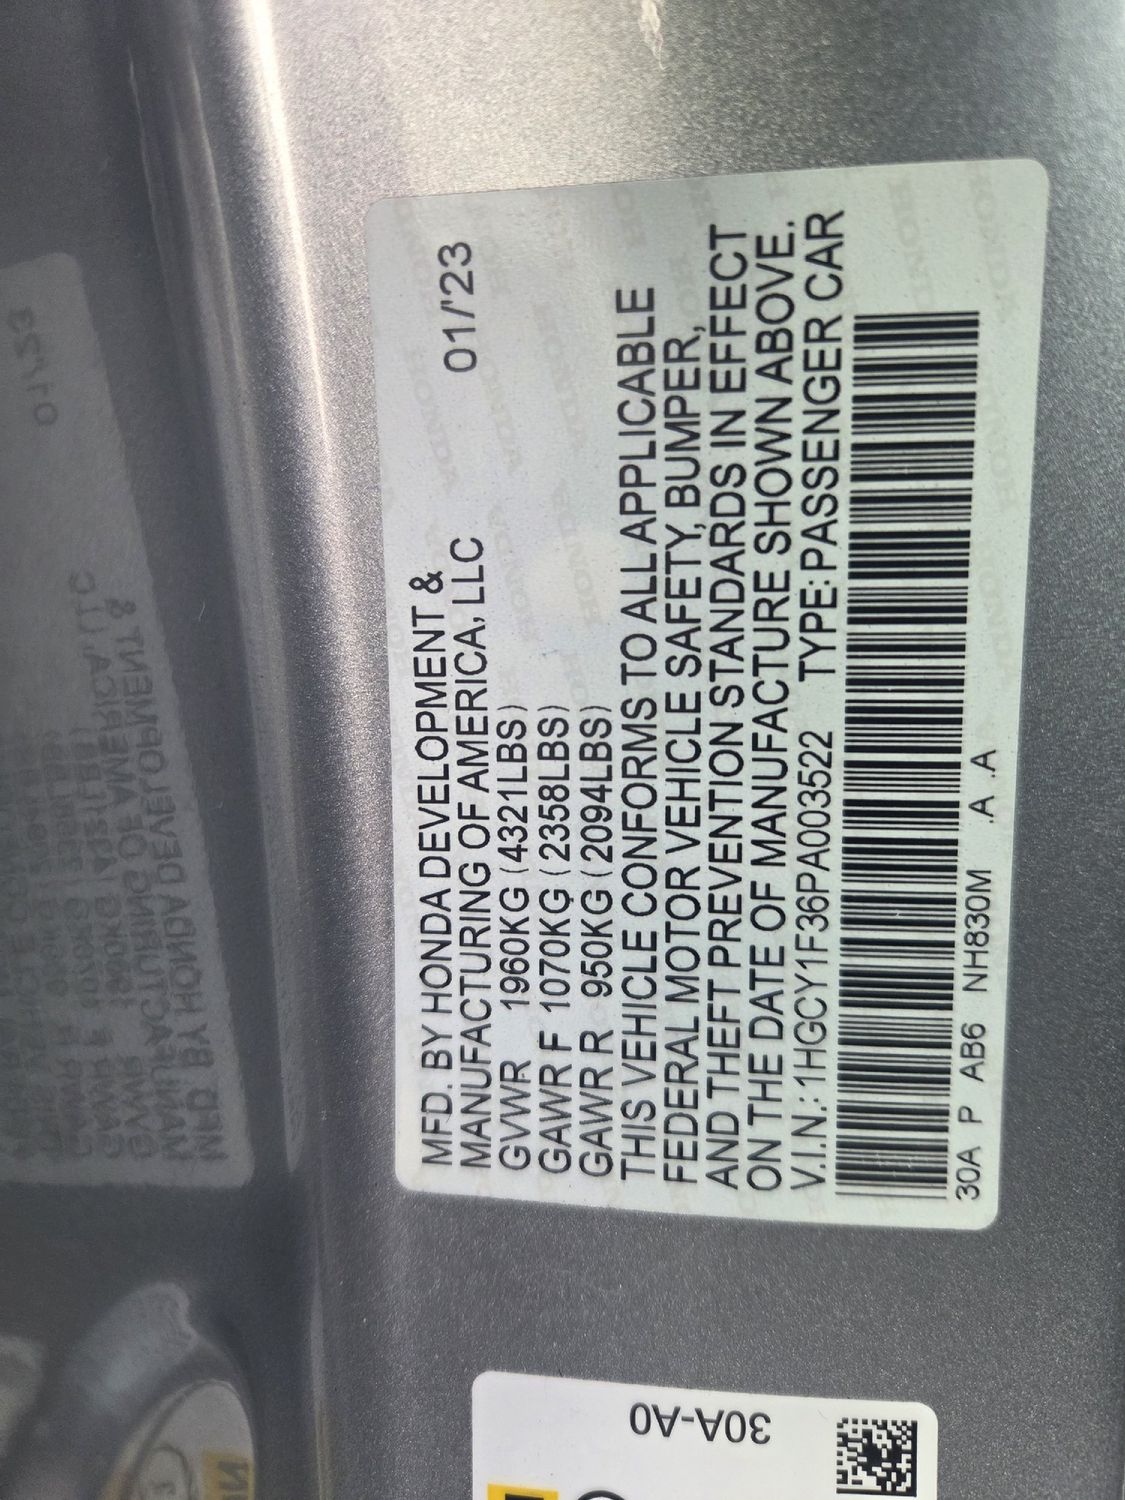 MFD. BY HONDA DEVELOPMENT &
MANUFACTURING OF AMERICA, LLC 01/'23
GVWR 1960KG (4321LBS)
GAWR F 1070KG (2358LBS)
GAWR R 950KG (2094LBS)
THIS VEHICLE CONFORMS TO ALL APPLICABLE
FEDERAL MOTOR VEHICLE SAFETY, BUMPER,
AND THEFT PREVENTION STANDARDS IN EFFECT
ON THE DATE OF MANUFACTURE SHOWN ABOVE.
V.I.N.: 1HGCY1F36PA003522 TYPE: PASSENGER CAR
30A P AB6 NH830M .A .A
30A-A0